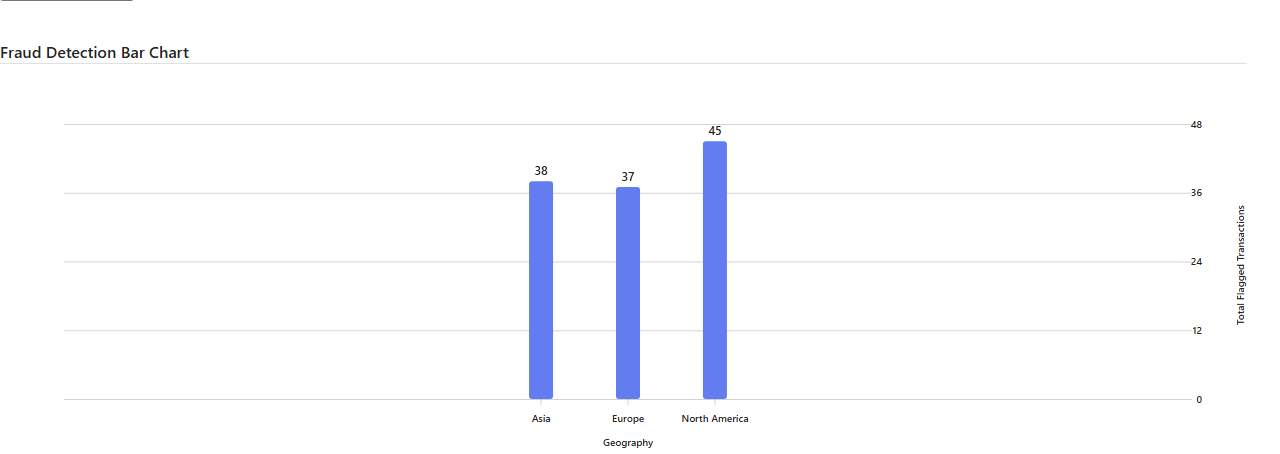 Fraud Detection Bar Chart
48
45
38
37
36
24
12
0
Total Flagged Transactions
Asia Europe North America
Geography